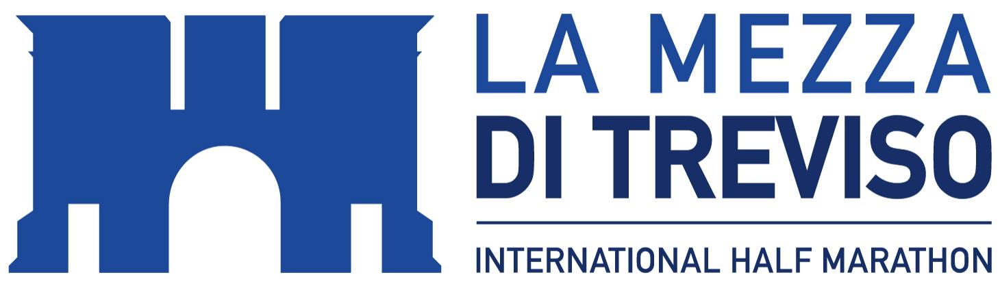 LA MEZZA
DI TREVISO
INTERNATIONAL HALF MARATHON